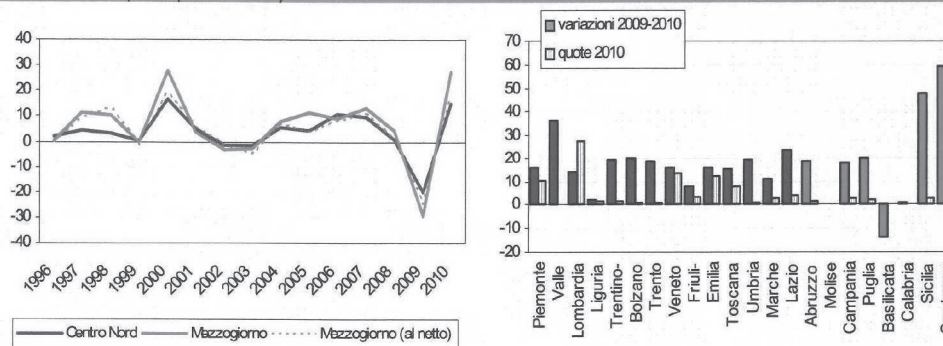 40
30
20
10
0
-10
-20
-30
-40
1996
1997
1998
1999
2000
2001
2002
2003
2004
2005
2006
2007
2008
2009
2010
Centro Nord
Mazzogiorno
Mazzogiorno (al netto)
variazioni 2009-2010
quote 2010
70
60
50
40
30
20
10
0
-10
-20
Piemonte
Valle
Lombardia
Liguria
Trentino-
Bolzano
Trento
Veneto
Friuli-
Emilia
Toscana
Umbria
Marche
Lazio
Abruzzo
Molise
Campania
Puglia
Basilicata
Calabria
Sicilia